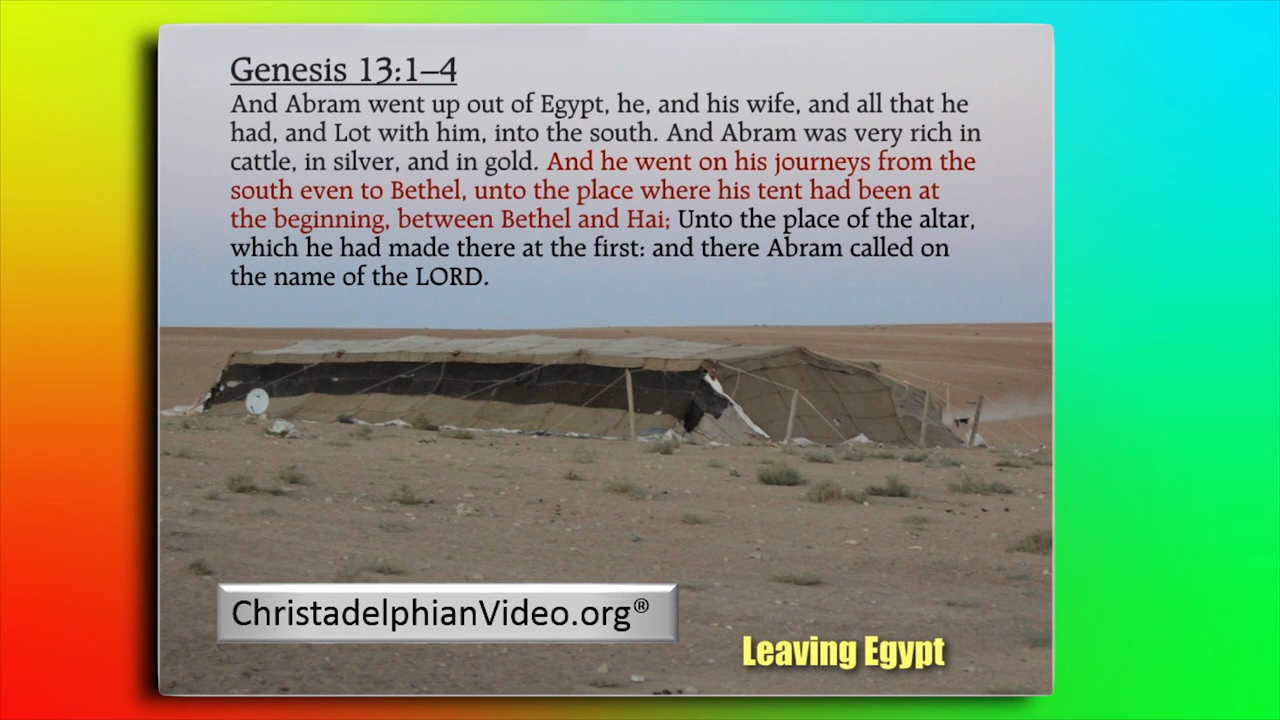 Genesis 13:1–4
And Abram went up out of Egypt, he, and his wife, and all that he
had, and Lot with him, into the south. And Abram was very rich in
cattle, in silver, and in gold. And he went on his journeys from the
south even to Bethel, unto the place where his tent had been at
the beginning, between Bethel and Hai; Unto the place of the altar,
which he had made there at the first: and there Abram called on
the name of the LORD.
ChristadelphianVideo.org®
Leaving Egypt